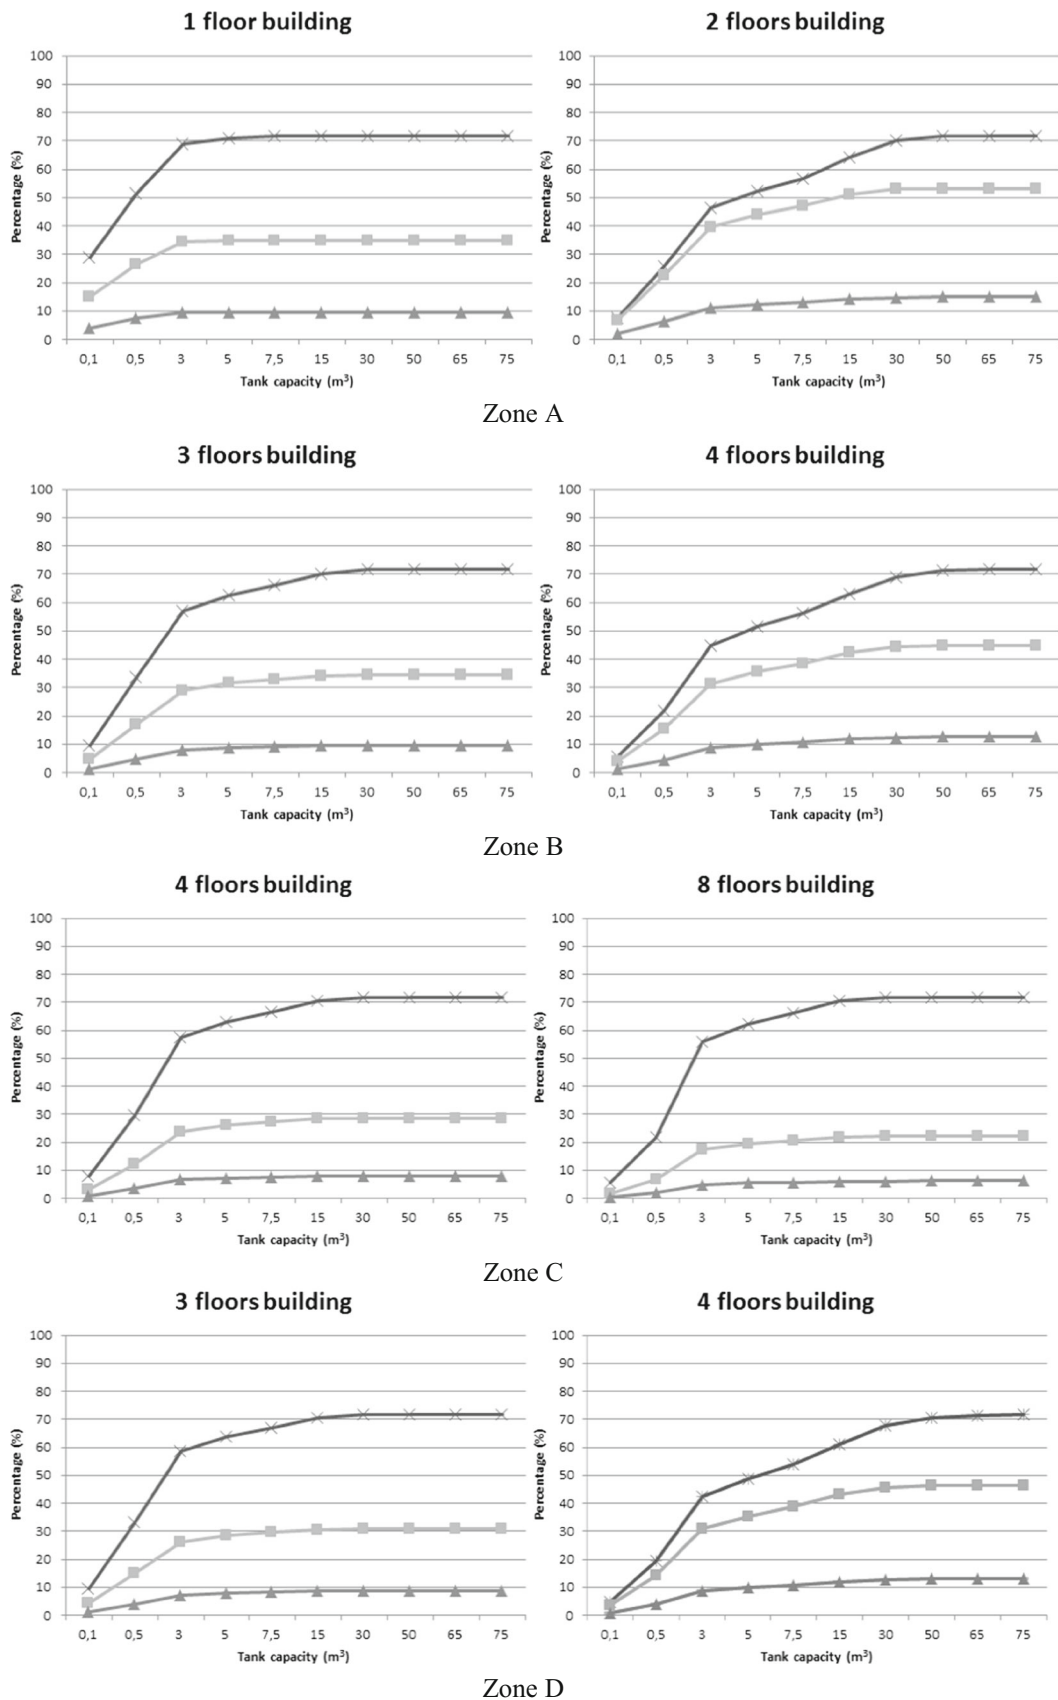 1 floor building
2 floors building
100
90
80
70
60
50
40
30
20
10
0
Percentage (%)
0,1 0,5 3 5 7,5 15 30 50 65 75
Tank capacity (m³)
100
90
80
70
60
50
40
30
20
10
0
Percentage (%)
0,1 0,5 3 5 7,5 15 30 50 65 75
Tank capacity (m³)
Zone A
3 floors building
4 floors building
100
90
80
70
60
50
40
30
20
10
0
Percentage (%)
0,1 0,5 3 5 7,5 15 30 50 65 75
Tank capacity (m³)
100
90
80
70
60
50
40
30
20
10
0
Percentage (%)
0,1 0,5 3 5 7,5 15 30 50 65 75
Tank capacity (m³)
Zone B
4 floors building
8 floors building
100
90
80
70
60
50
40
30
20
10
0
Percentage (%)
0,1 0,5 3 5 7,5 15 30 50 65 75
Tank capacity (m³)
100
90
80
70
60
50
40
30
20
10
0
Percentage (%)
0,1 0,5 3 5 7,5 15 30 50 65 75
Tank capacity (m³)
Zone C
3 floors building
4 floors building
100
90
80
70
60
50
40
30
20
10
0
Percentage (%)
0,1 0,5 3 5 7,5 15 30 50 65 75
Tank capacity (m³)
100
90
80
70
60
50
40
30
20
10
0
Percentage (%)
0,1 0,5 3 5 7,5 15 30 50 65 75
Tank capacity (m³)
Zone D